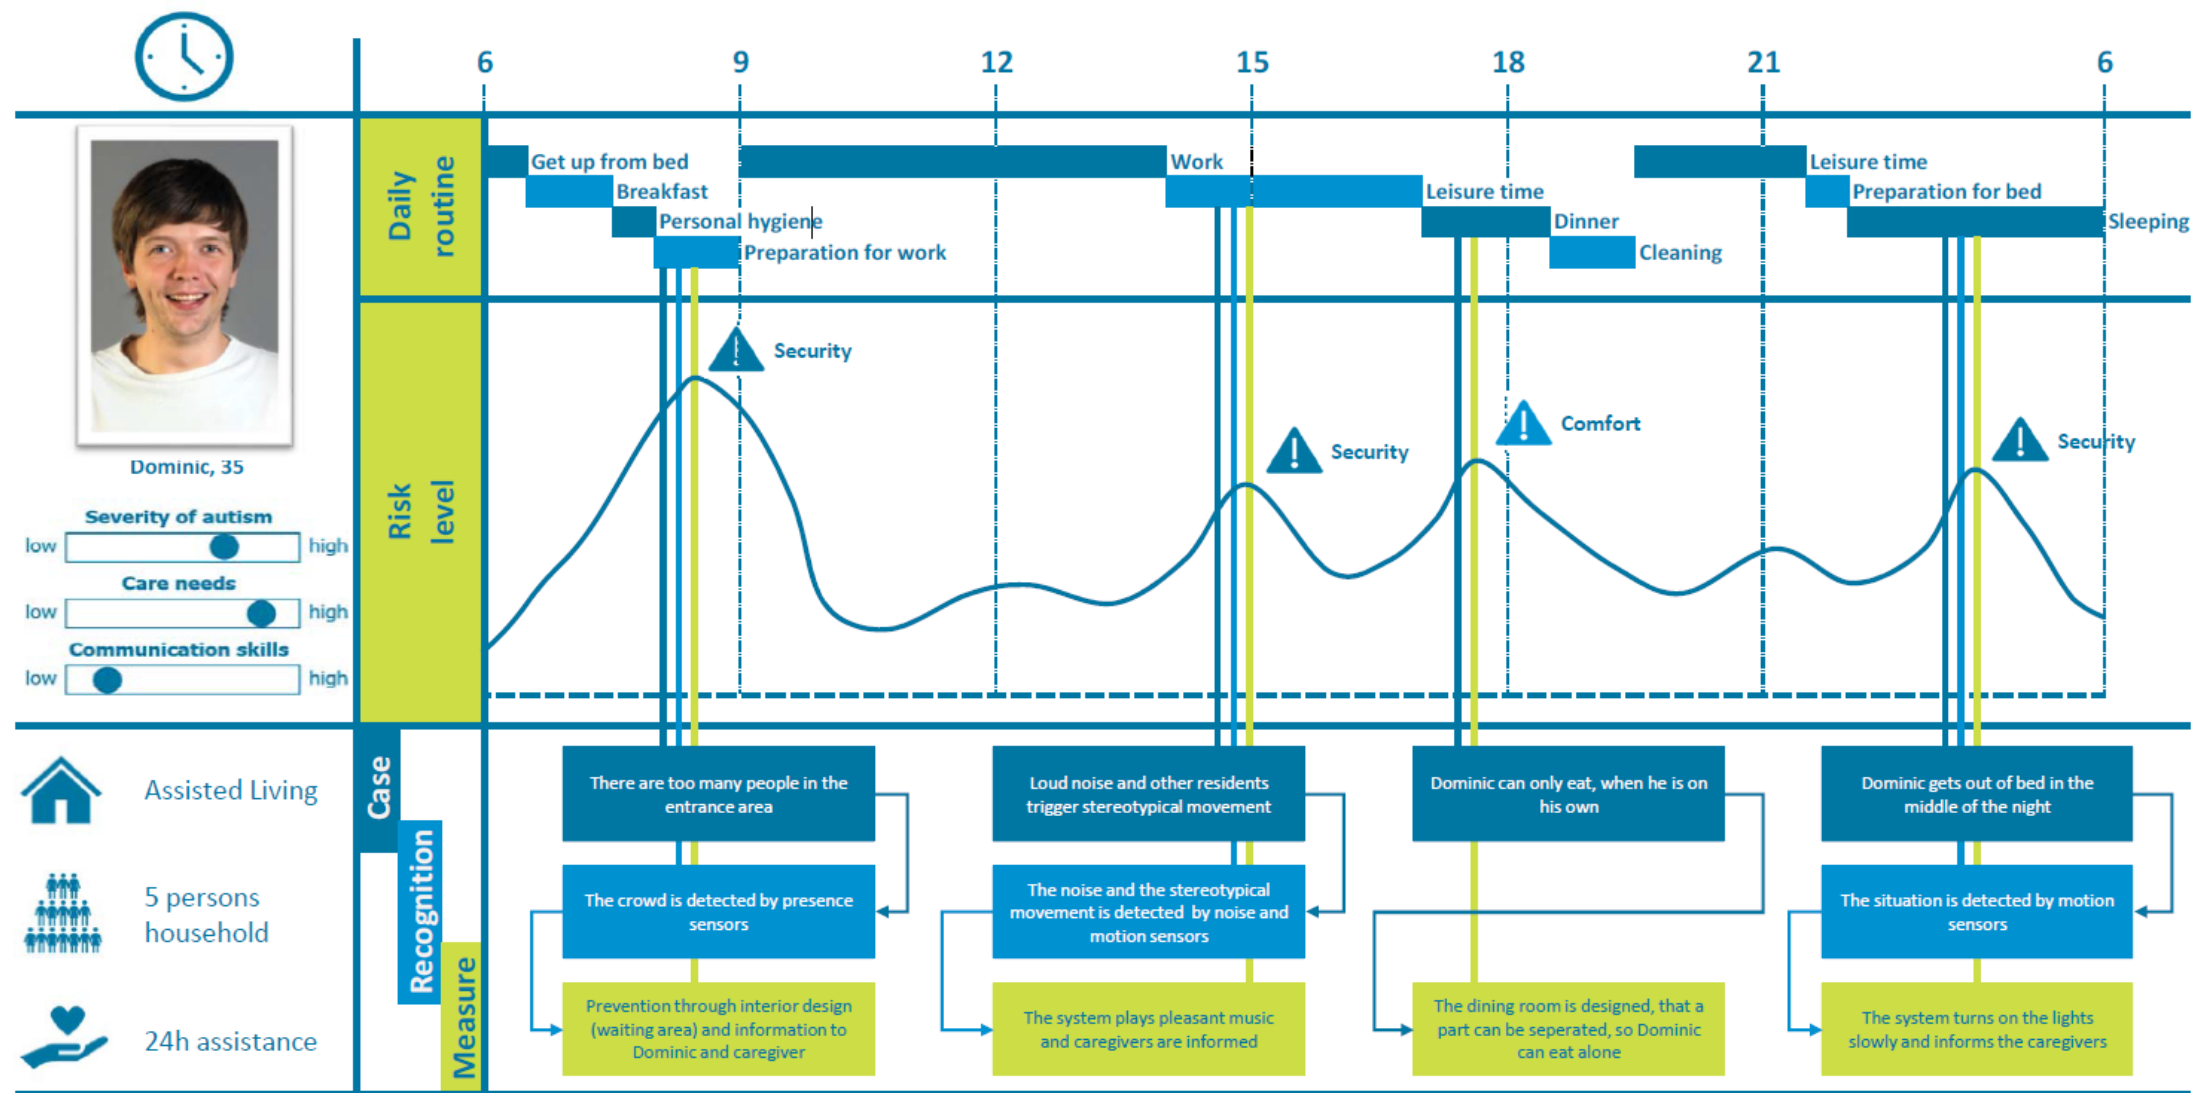 6 9 12 15 18 21 6
Daily
routine
Get up from bed
Breakfast
Personal hygiene
Preparation for work
Work
Leisure time
Dinner
Cleaning
Leisure time
Preparation for bed
Sleeping
Dominic, 35
Severity of autism
low high
Care needs
low high
Communication skills
low high
Risk
level
Security
Security
Comfort
Security
Assisted Living
5 persons
household
24h assistance
Case
Recognition
Measure
There are too many people in the
entrance area
The crowd is detected by presence
sensors
Prevention through interior design
(waiting area) and information to
Dominic and caregiver
Loud noise and other residents
trigger stereotypical movement
The noise and the stereotypical
movement is detected by noise and
motion sensors
The system plays pleasant music
and caregivers are informed
Dominic can only eat, when he is on
his own
The dining room is designed, that a
part can be seperated, so Dominic
can eat alone
Dominic gets out of bed in the
middle of the night
The situation is detected by motion
sensors
The system turns on the lights
slowly and informs the caregivers